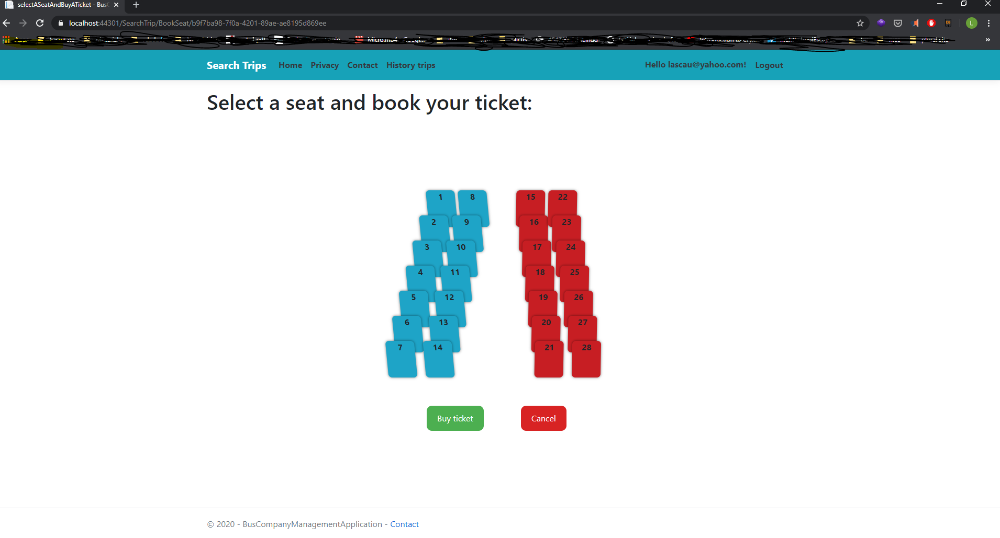 selectASeatAndBuyATicket - Bus
localhost:44301/SearchTrip/BookSeat/b9f7ba98-7f0a-4201-89ae-ae8195d869ee
L
Search Trips Home Privacy Contact History trips Hello lascau@yahoo.com! Logout
Select a seat and book your ticket:
1 8 15 22
2 9 16 23
3 10 17 24
4 11 18 25
5 12 19 26
6 13 20 27
7 14 21 28
Buy ticket Cancel
© 2020 - BusCompanyManagementApplication - Contact